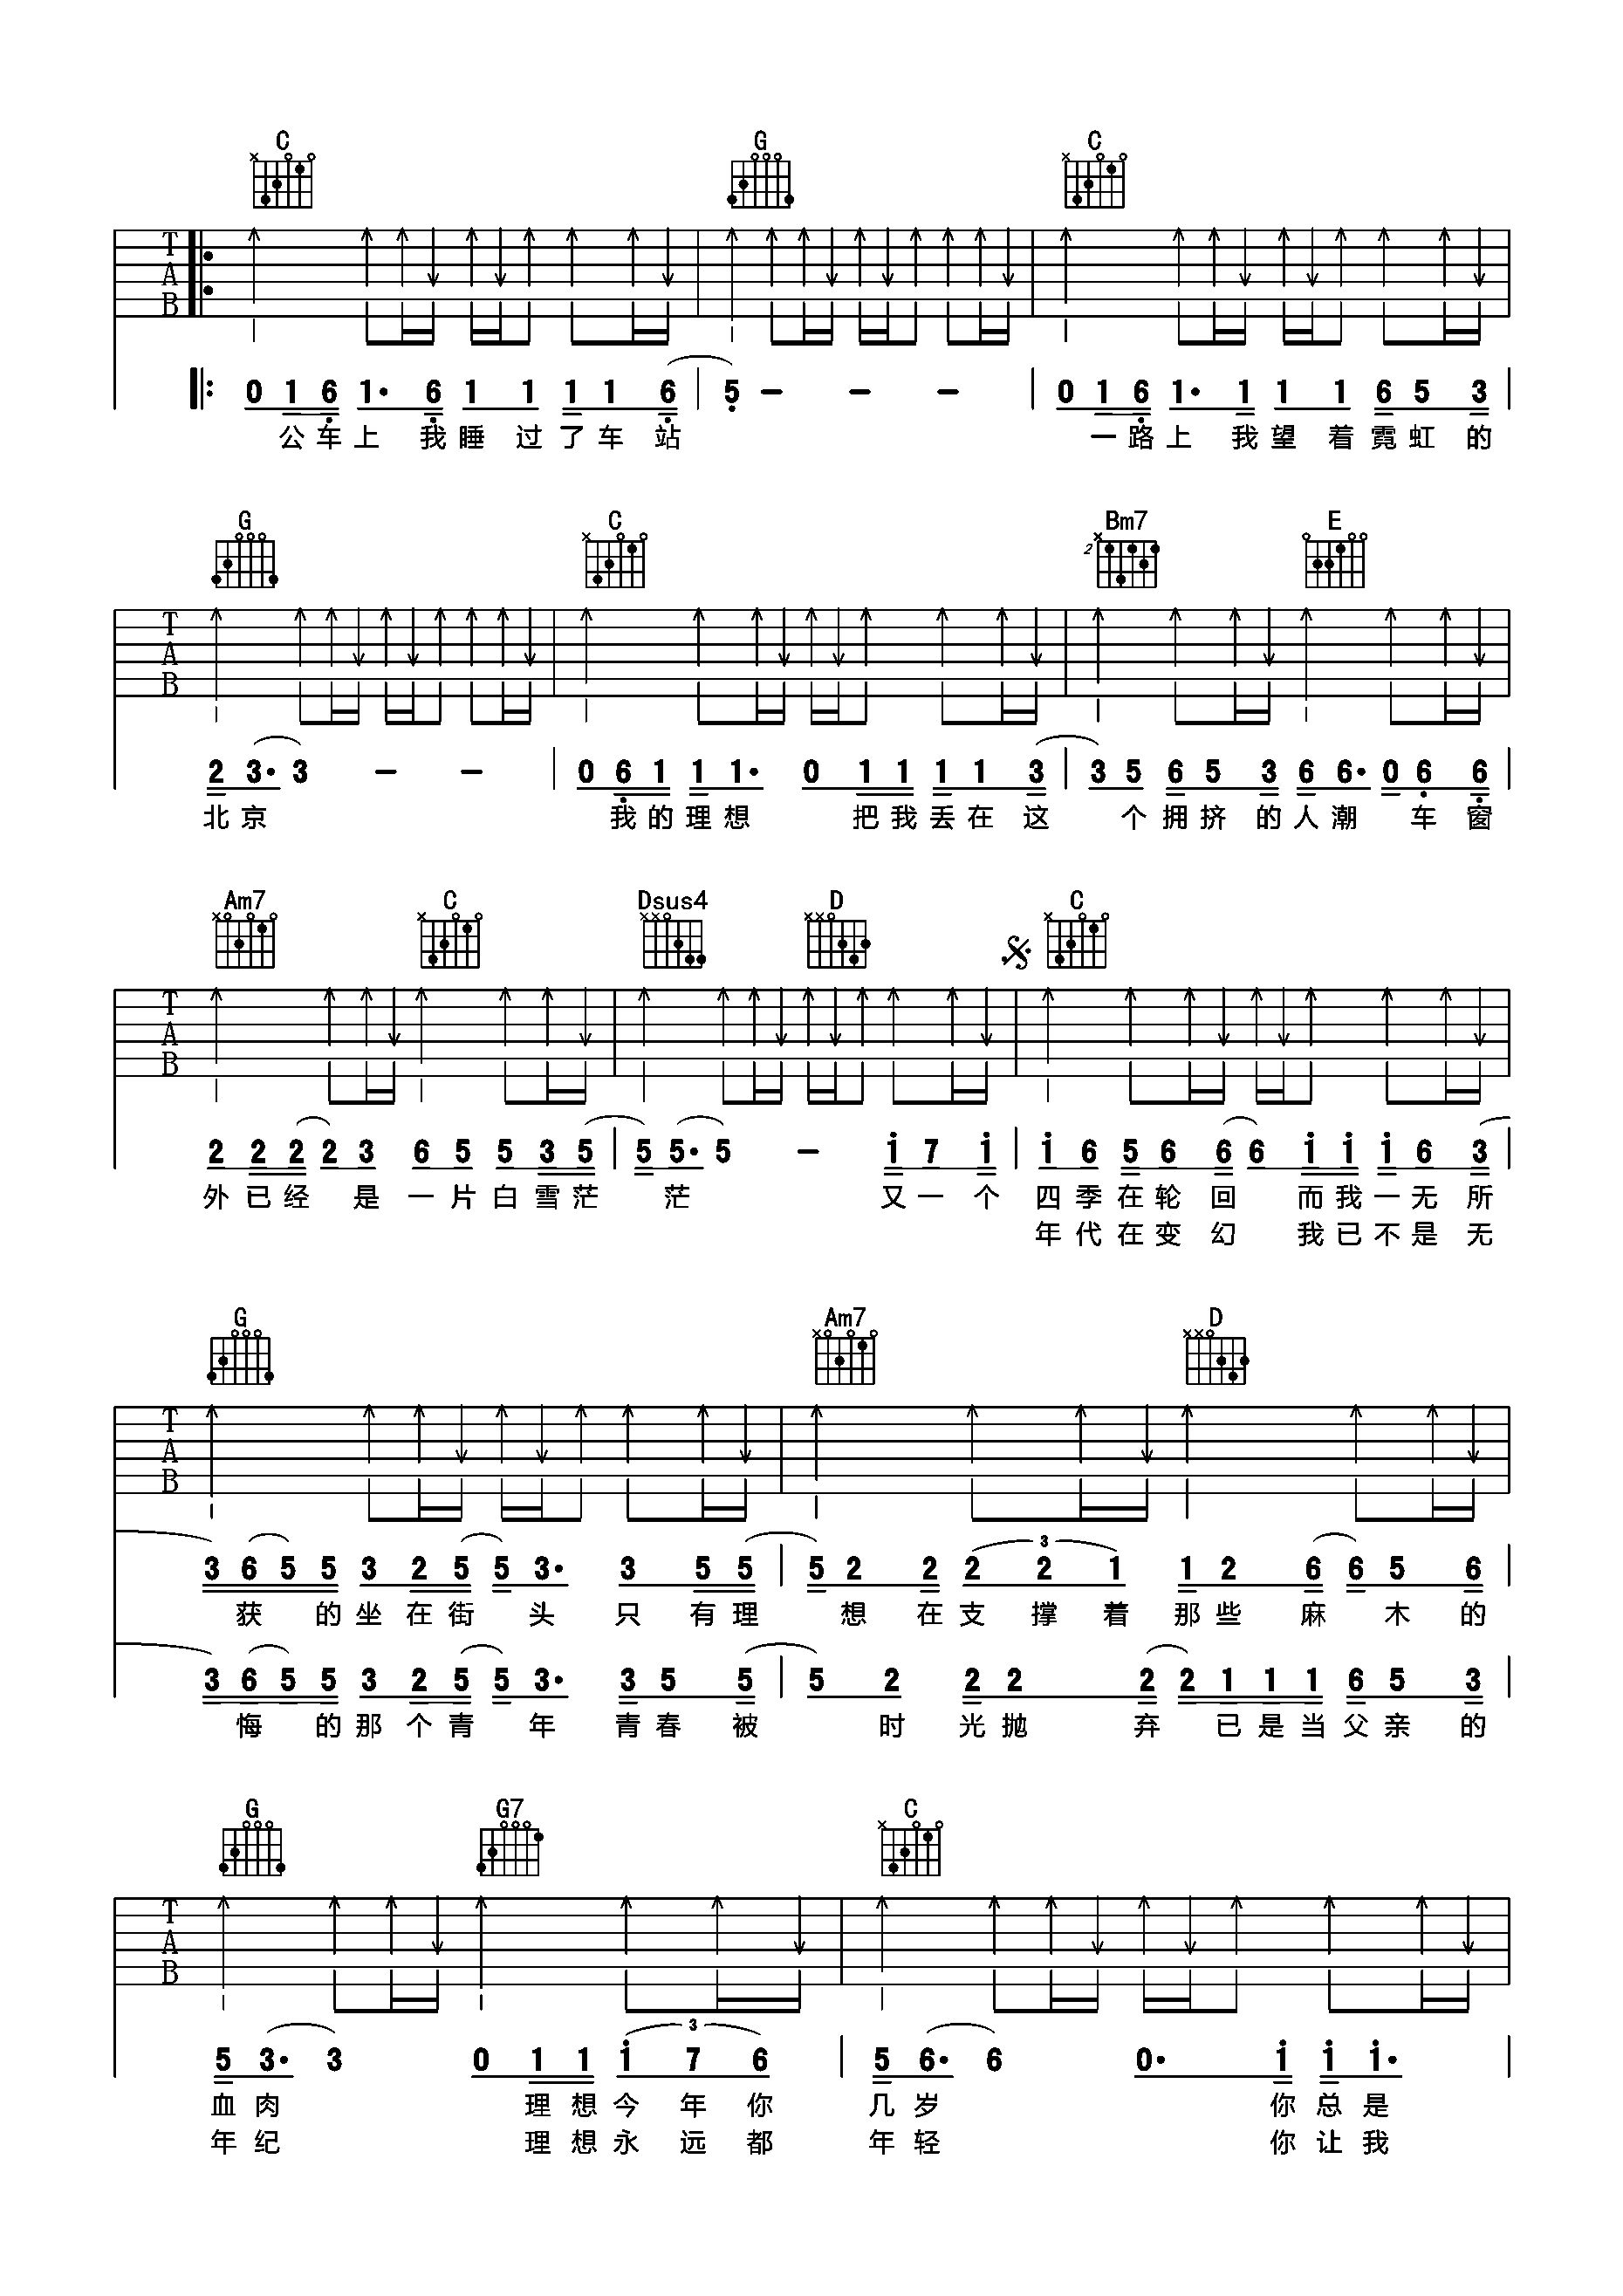 C G C
T A B
0 1 6 1· 6 1 1 1 1 6 | 5 – – – | 0 1 6 1· 1 1 1 6 5 3 |
公车上 我睡过了车站 一路上 我望着霓虹的
G C Bm7 E
2
T A B
2 3· 3 – – | 0 6 1 1 1· 0 1 1 1 1 3 | 3 5 6 5 3 6 6· 0 6 6 |
北京 我的理想 把我丢在这 个拥挤的人潮 车窗
Am7 C Dsus4 D C
T A B
2 2 2 2 3 6 5 5 3 5 | 5 5· 5 – i 7 i | i 6 5 6 6 6 i i i 6 3 |
外已经 是一片白雪茫 茫 又一个 四季在轮回 而我一无所
年代在变幻 我已不是无
G Am7 D
T A B
3
3 6 5 5 3 2 5 5 3· 3 5 5 | 5 2 2 2 2 1 1 2 6 6 5 6 |
获 的坐在街 头 只有理 想在支撑着那些麻 木的
3 6 5 5 3 2 5 5 3· 3 5 5 | 5 2 2 2 2 2 1 1 1 6 5 3 |
悔 的那个青 年 青春被 时光抛 弃 已是当父亲的
G G7 C
T A B
3
5 3· 3 0 1 1 i 7 6 | 5 6· 6 0· i i i· |
血肉 理想今年你几岁 你总是
年纪 理想永远都年轻 你让我